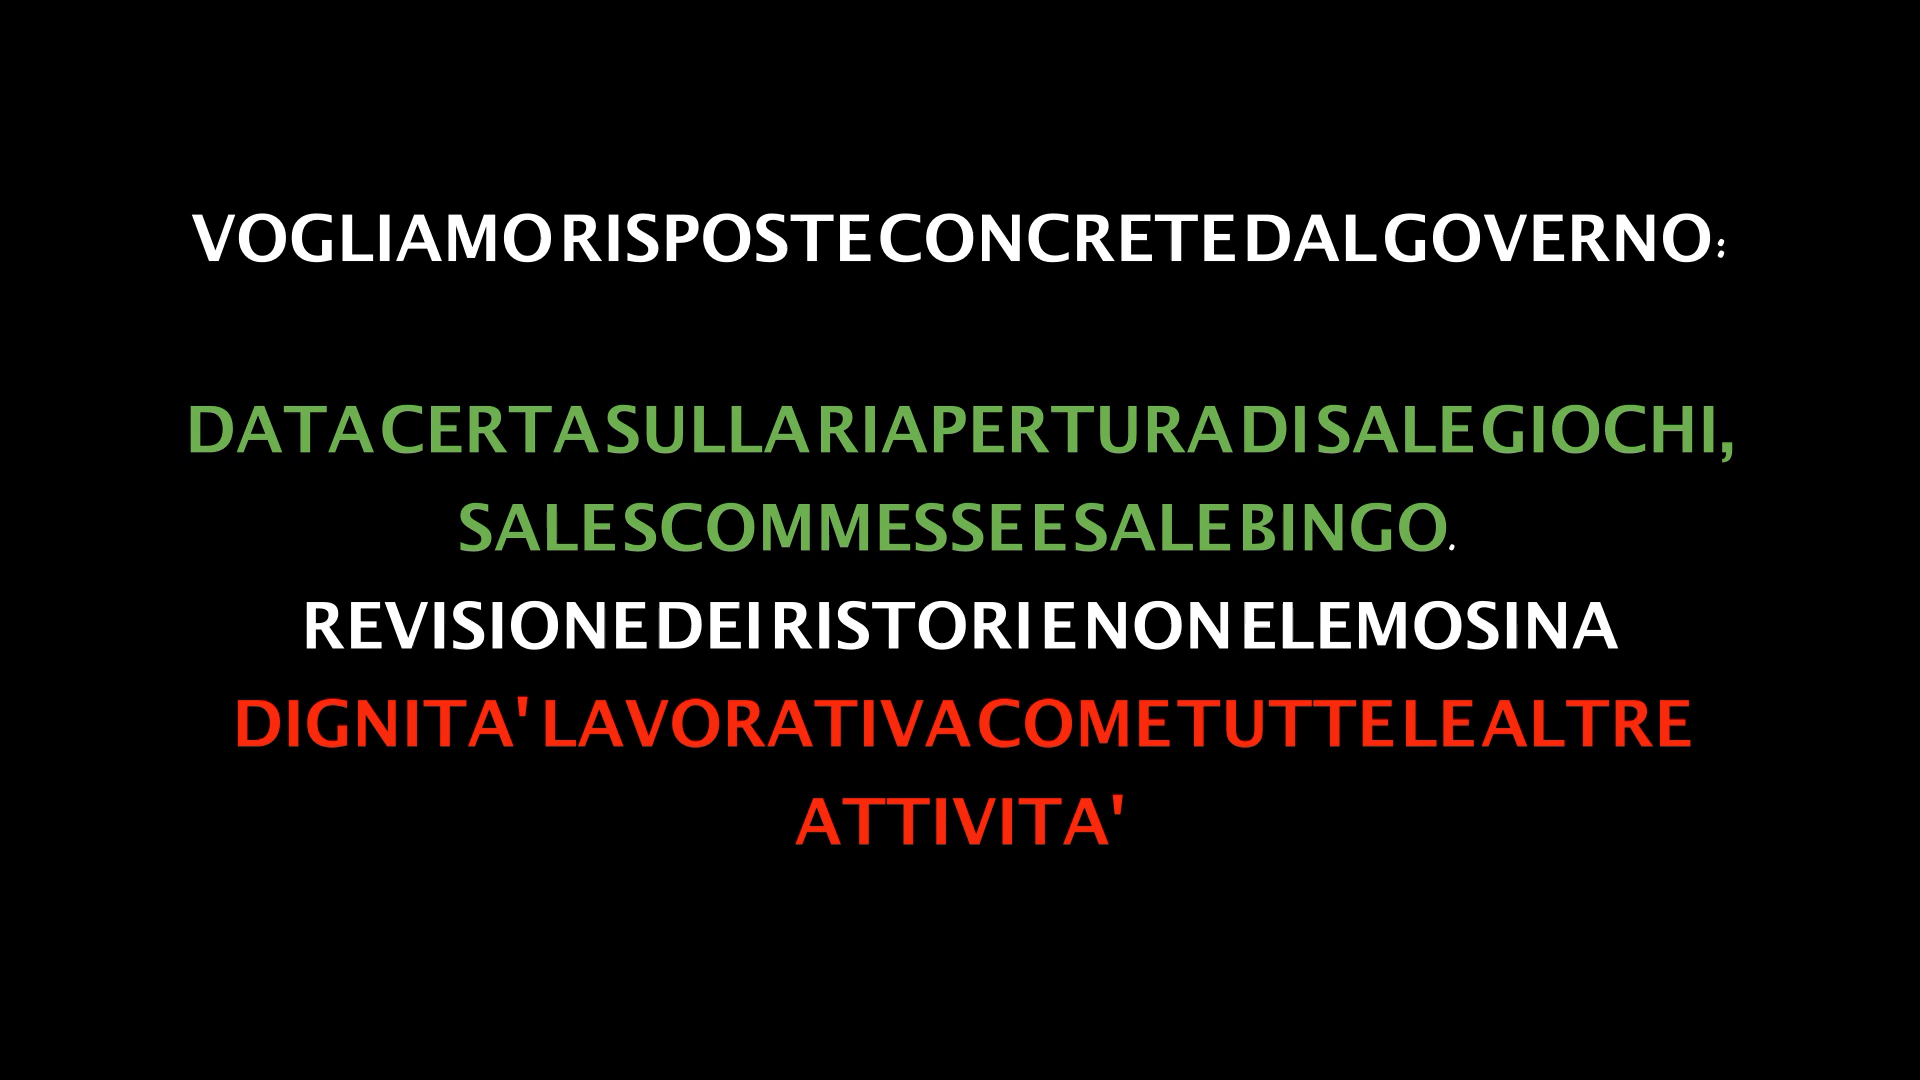 VOGLIAMO RISPOSTE CONCRETE DAL GOVERNO:
DATA CERTA SULLA RIAPERTURA DI SALE GIOCHI,
SALE SCOMMESSE E SALE BINGO.
REVISIONE DEI RISTORI E NON ELEMOSINA
DIGNITA' LAVORATIVA COME TUTTE LE ALTRE
ATTIVITA'